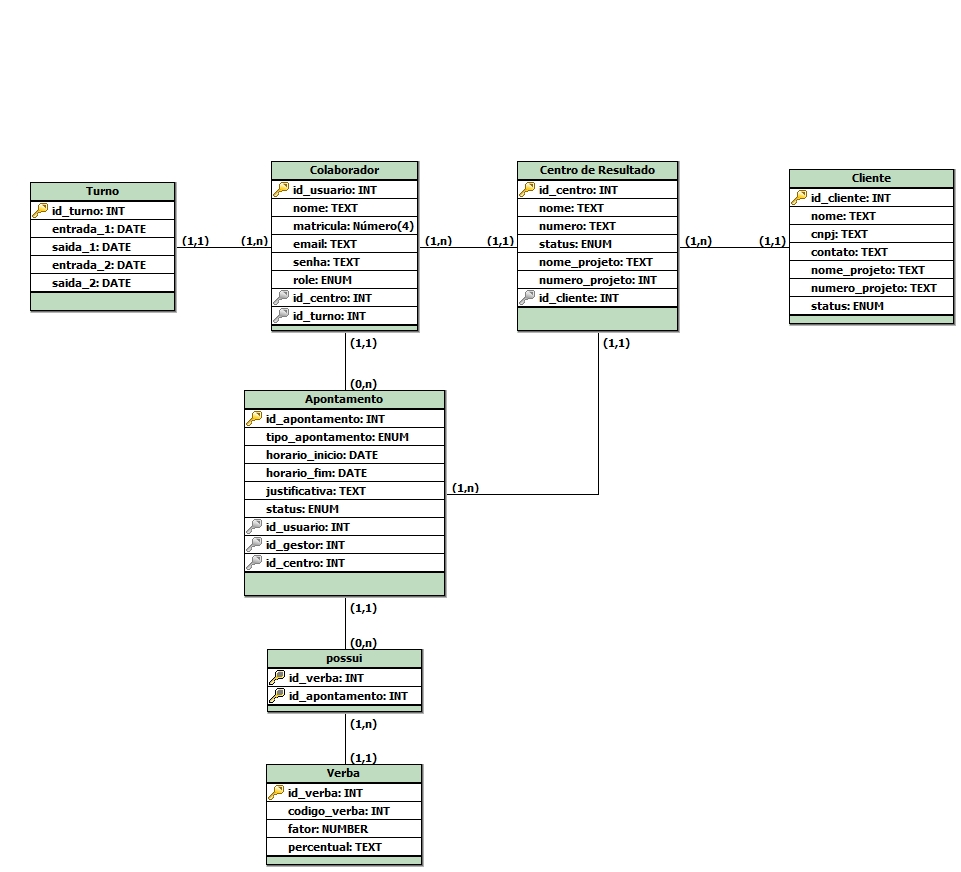 Turno
id_turno: INT
entrada_1: DATE
saida_1: DATE
entrada_2: DATE
saida_2: DATE
(1,1)
(1,n)
Colaborador
id_usuario: INT
nome: TEXT
matricula: Número(4)
email: TEXT
senha: TEXT
role: ENUM
id_centro: INT
id_turno: INT
(1,n)
(1,1)
Centro de Resultado
id_centro: INT
nome: TEXT
numero: TEXT
status: ENUM
nome_projeto: TEXT
numero_projeto: INT
id_cliente: INT
(1,n)
(1,1)
Cliente
id_cliente: INT
nome: TEXT
cnpj: TEXT
contato: TEXT
nome_projeto: TEXT
numero_projeto: TEXT
status: ENUM
(1,1)
(0,n)
(1,1)
(1,n)
Apontamento
id_apontamento: INT
tipo_apontamento: ENUM
horario_inicio: DATE
horario_fim: DATE
justificativa: TEXT
status: ENUM
id_usuario: INT
id_gestor: INT
id_centro: INT
(1,1)
(0,n)
possui
id_verba: INT
id_apontamento: INT
(1,n)
(1,1)
Verba
id_verba: INT
codigo_verba: INT
fator: NUMBER
percentual: TEXT